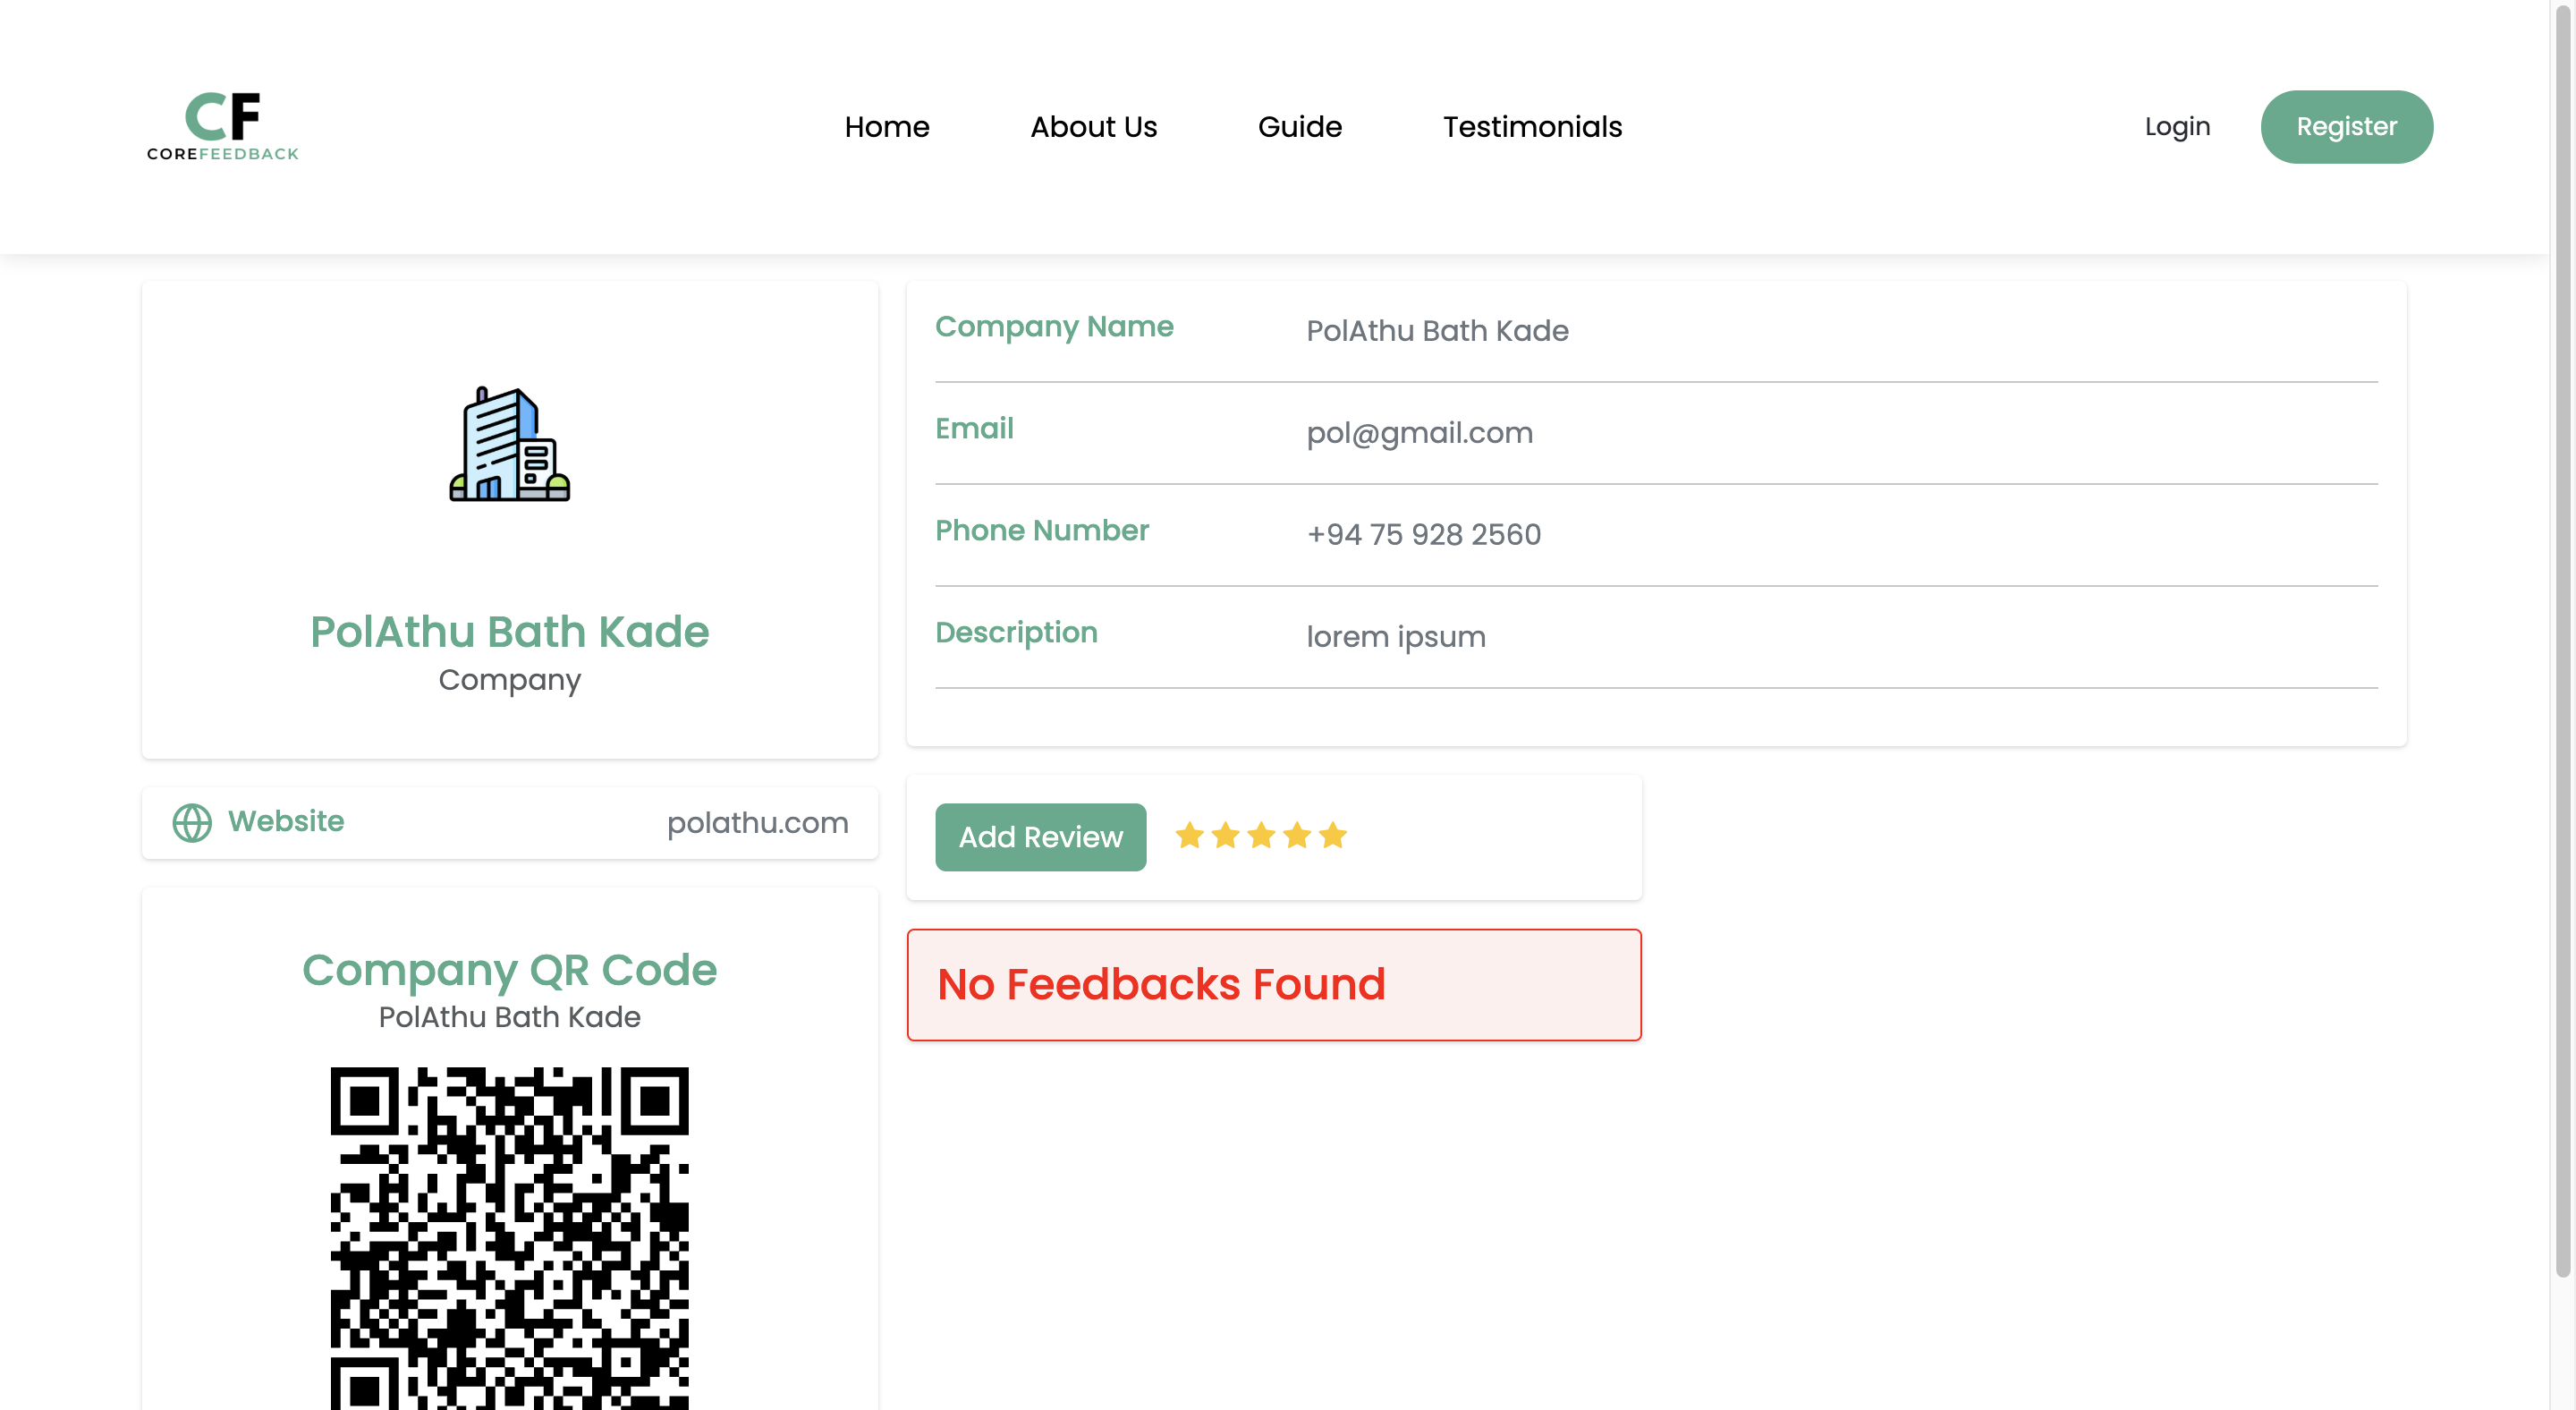 CF
COREFEEDBACK
Home About Us Guide Testimonials
Login Register
PolAthu Bath Kade
Company
Website polathu.com
Company QR Code
PolAthu Bath Kade
Company Name PolAthu Bath Kade
Email pol@gmail.com
Phone Number +94 75 928 2560
Description lorem ipsum
Add Review
No Feedbacks Found